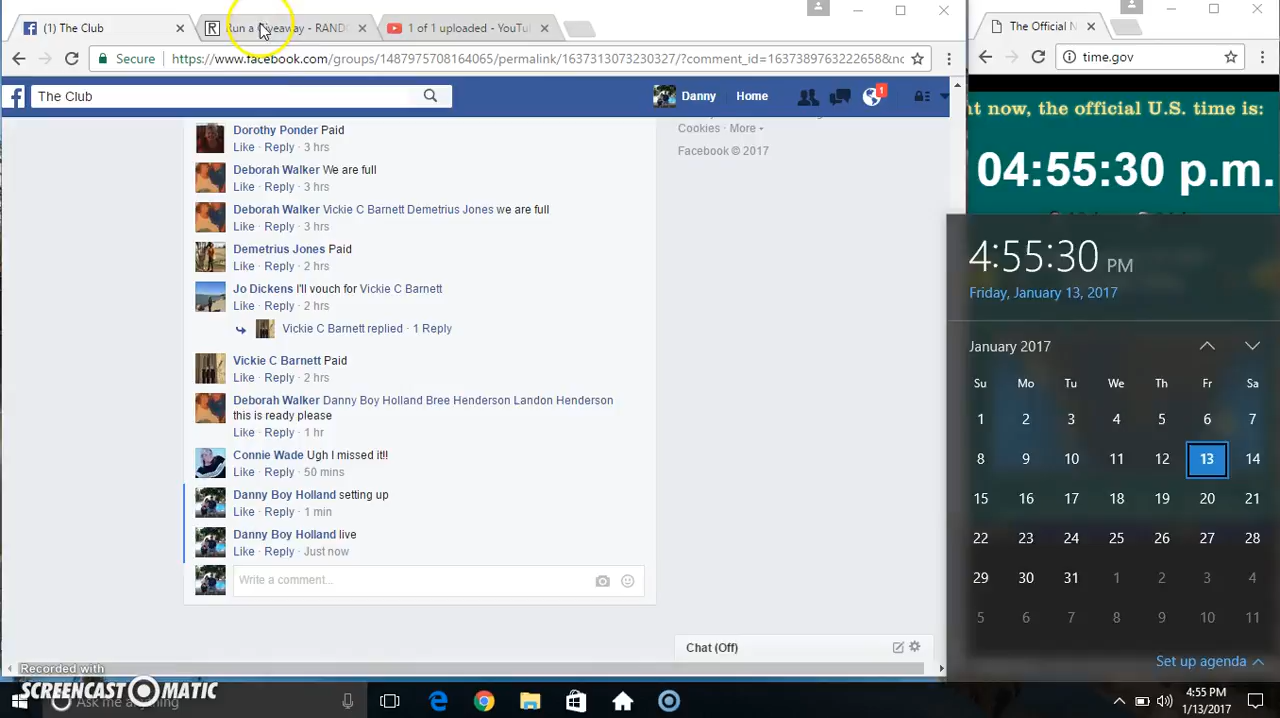 (1) The Club
Run a Giveaway - RANDO
1 of 1 uploaded - YouTu
The Official N
Secure
https://www.facebook.com/groups/1487975708164065/permalink/1637313073230327/?comment_id=1637389763222658&no
time.gov
The Club
Danny
Home
1
t now, the official U.S. time is:
Cookies · More
Facebook © 2017
04:55:30 p.m.
Dorothy Ponder Paid
Like · Reply · 3 hrs
Deborah Walker We are full
Like · Reply · 3 hrs
Deborah Walker Vickie C Barnett Demetrius Jones we are full
Like · Reply · 3 hrs
Demetrius Jones Paid
Like · Reply · 2 hrs
Jo Dickens I'll vouch for Vickie C Barnett
Like · Reply · 2 hrs
Vickie C Barnett replied · 1 Reply
Vickie C Barnett Paid
Like · Reply · 2 hrs
Deborah Walker Danny Boy Holland Bree Henderson Landon Henderson
this is ready please
Like · Reply · 1 hr
Connie Wade Ugh I missed it!!
Like · Reply · 50 mins
Danny Boy Holland setting up
Like · Reply · 1 min
Danny Boy Holland live
Like · Reply · Just now
Write a comment...
Chat (Off)
4:55:30 PM
Friday, January 13, 2017
January 2017
Su Mo Tu We Th Fr Sa
1 2 3 4 5 6 7
8 9 10 11 12 13 14
15 16 17 18 19 20 21
22 23 24 25 26 27 28
29 30 31 1 2 3 4
5 6 7 8 9 10 11
Set up agenda
Recorded with
SCREENCAST-O-MATIC
Ask me anything
4:55 PM
1/13/2017